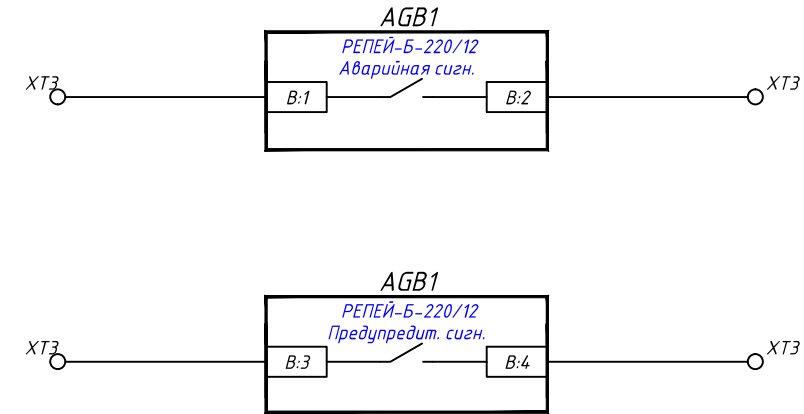 AGB1
РЕПЕЙ-Б-220/12
Аварийная сигн.
XT3
B:1
B:2
XT3
AGB1
РЕПЕЙ-Б-220/12
Предупредит. сигн.
XT3
B:3
B:4
XT3